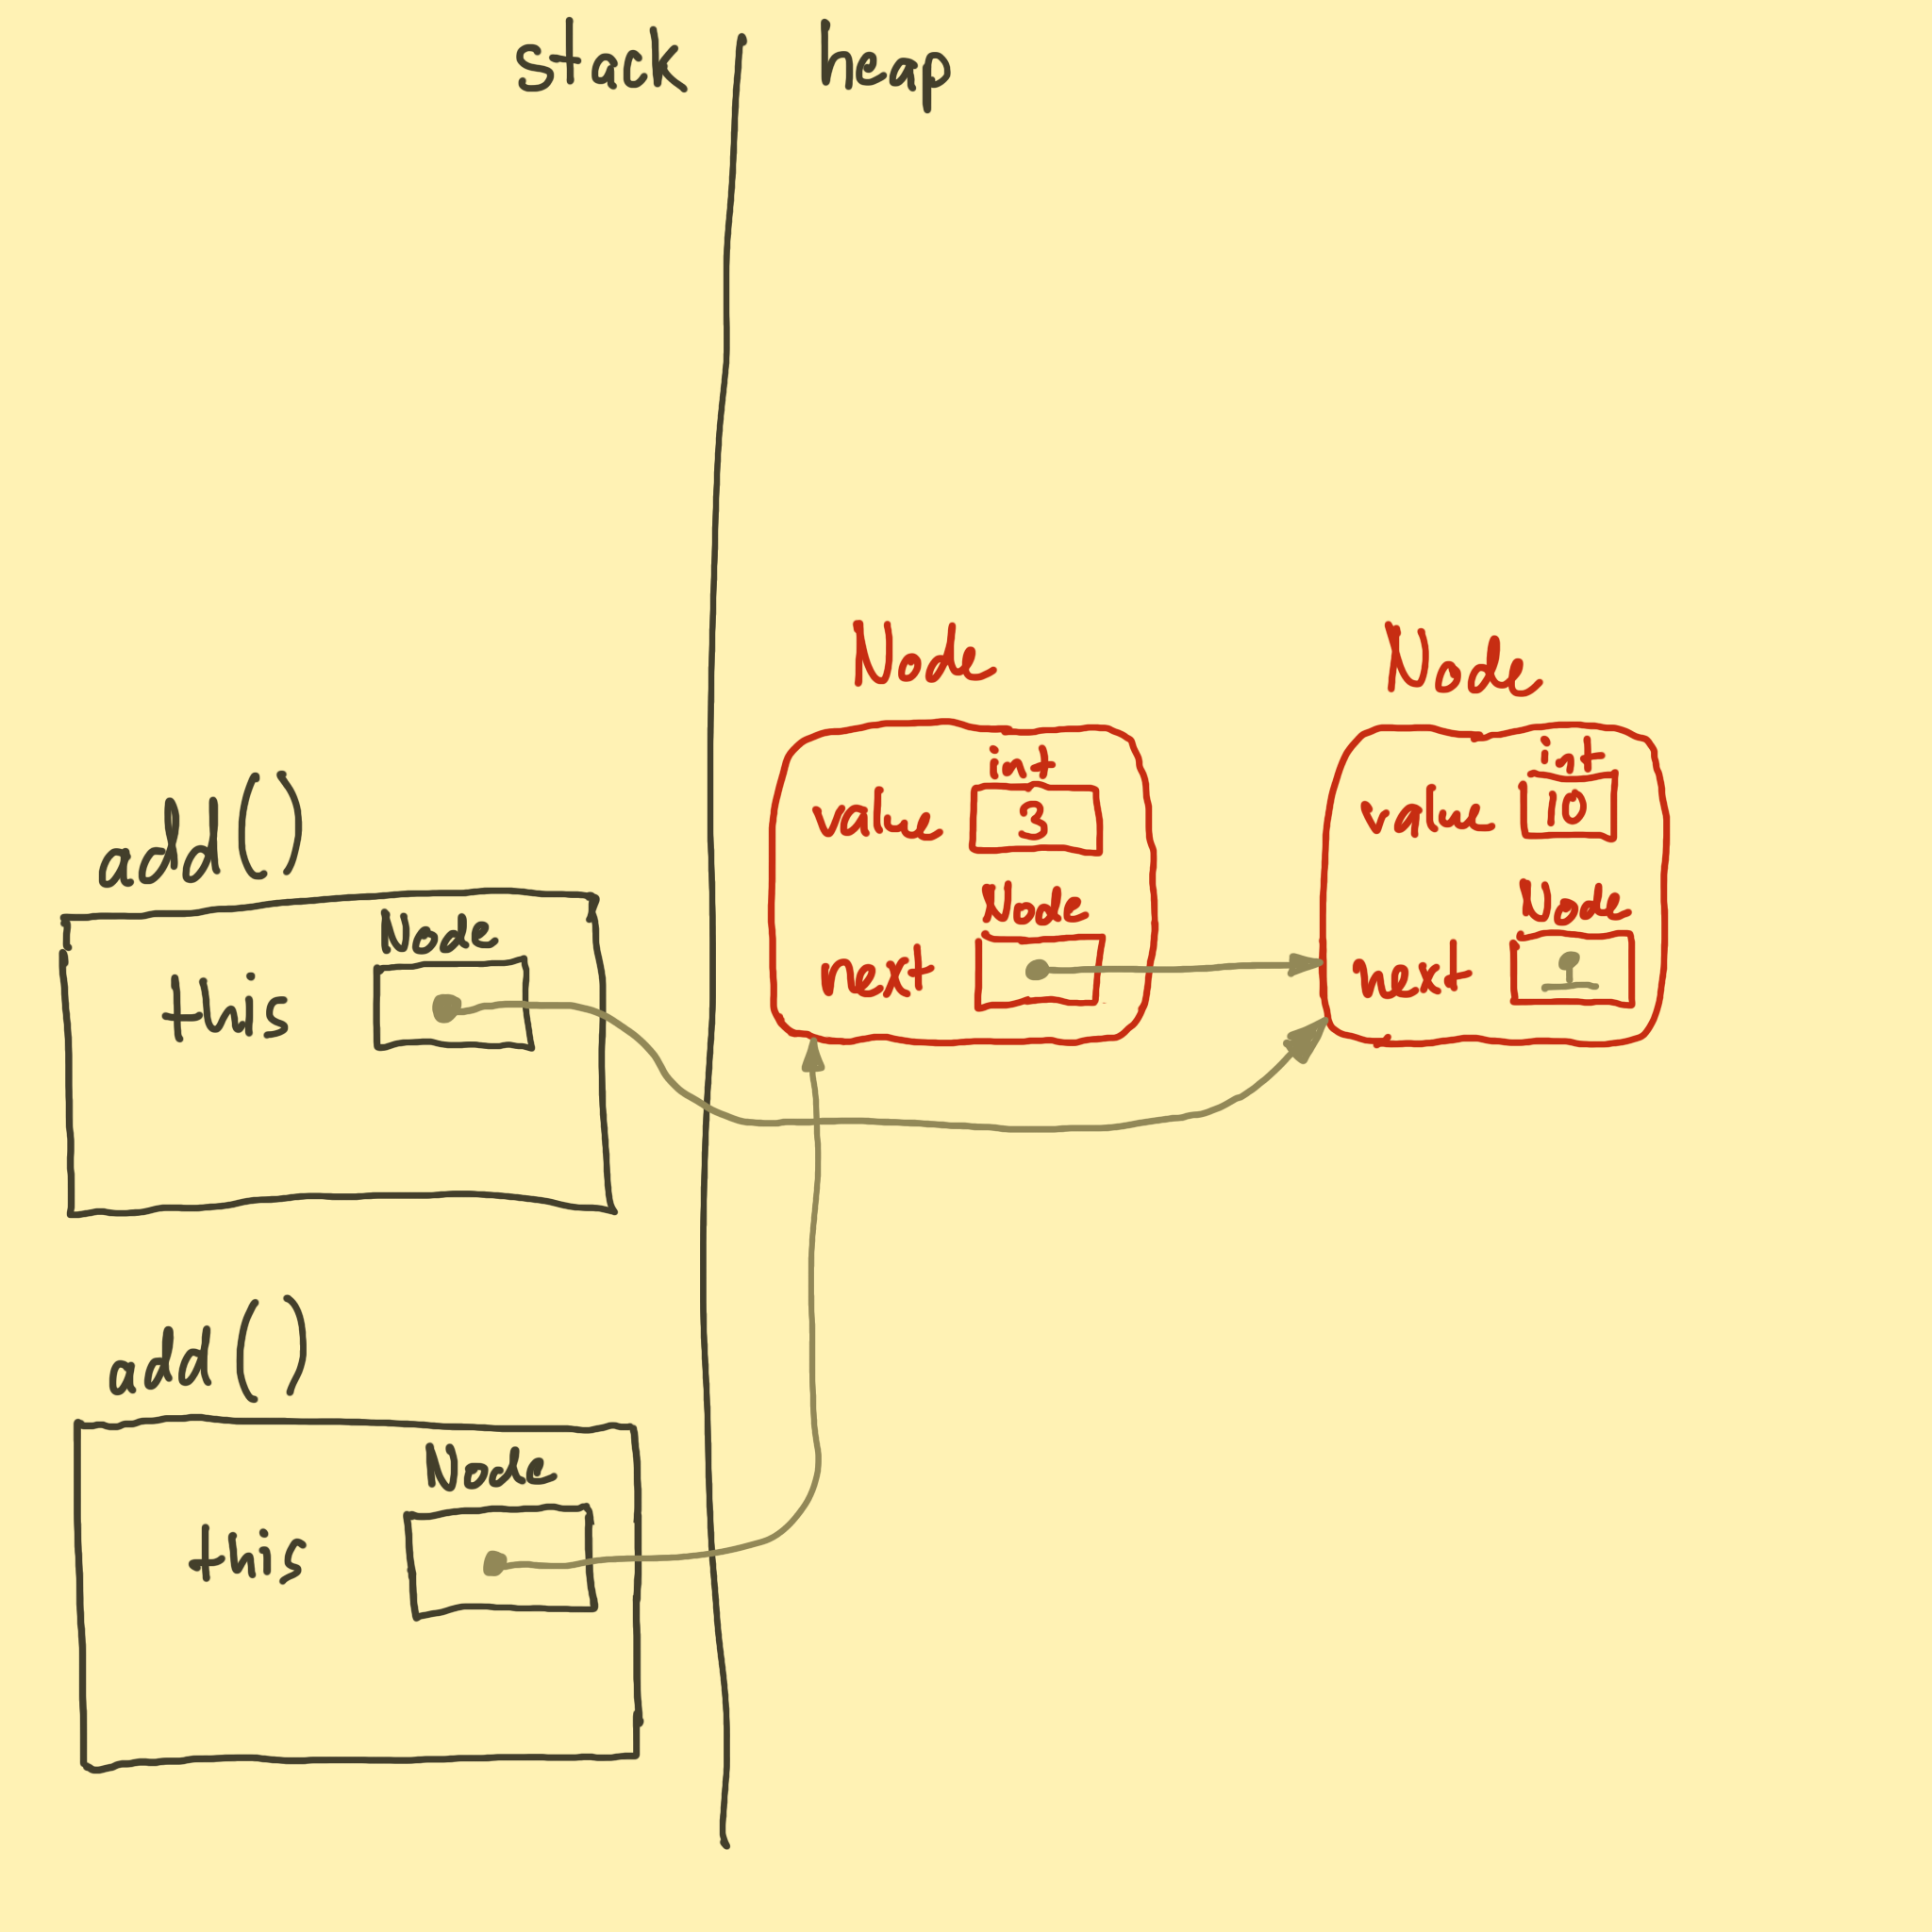 stack heap
Node Node
int int
value 3 value 10
Node Node
next next
add()
Node
this
add()
Node
this